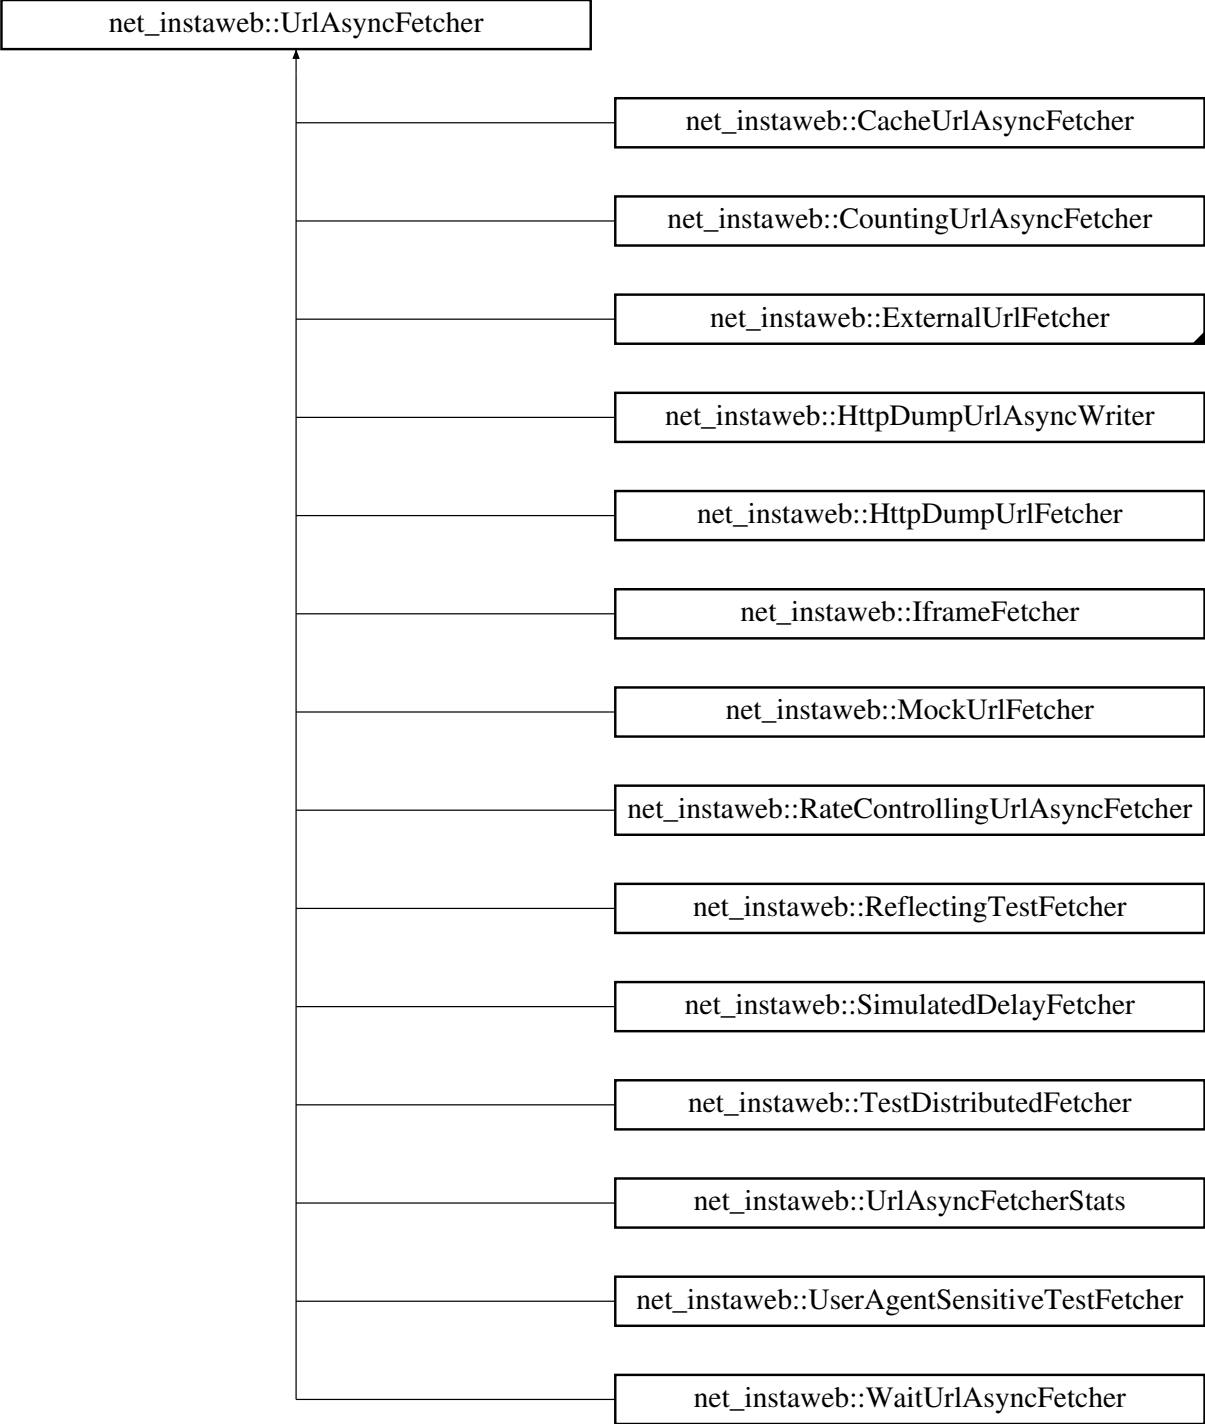 net_instaweb::UrlAsyncFetcher
net_instaweb::CacheUrlAsyncFetcher
net_instaweb::CountingUrlAsyncFetcher
net_instaweb::ExternalUrlFetcher
net_instaweb::HttpDumpUrlAsyncWriter
net_instaweb::HttpDumpUrlFetcher
net_instaweb::IframeFetcher
net_instaweb::MockUrlFetcher
net_instaweb::RateControllingUrlAsyncFetcher
net_instaweb::ReflectingTestFetcher
net_instaweb::SimulatedDelayFetcher
net_instaweb::TestDistributedFetcher
net_instaweb::UrlAsyncFetcherStats
net_instaweb::UserAgentSensitiveTestFetcher
net_instaweb::WaitUrlAsyncFetcher